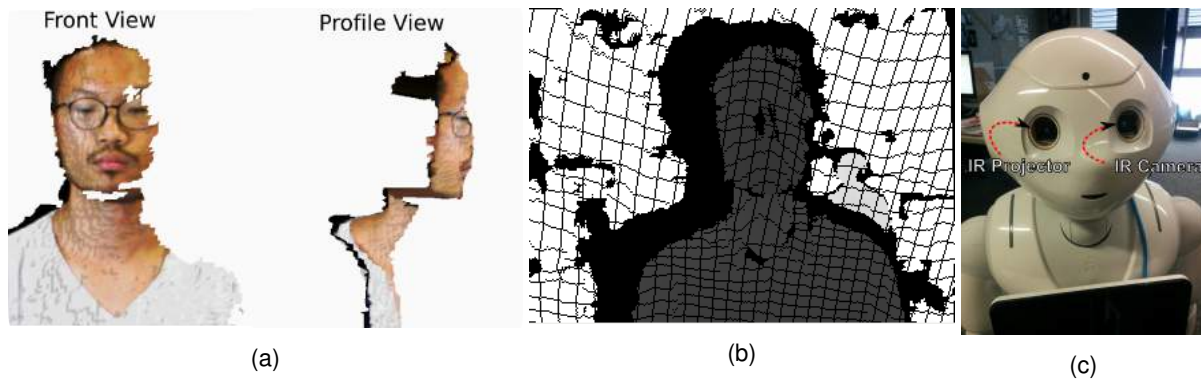 Front View
Profile View
IR Projector
IR Camera
(a)
(b)
(c)